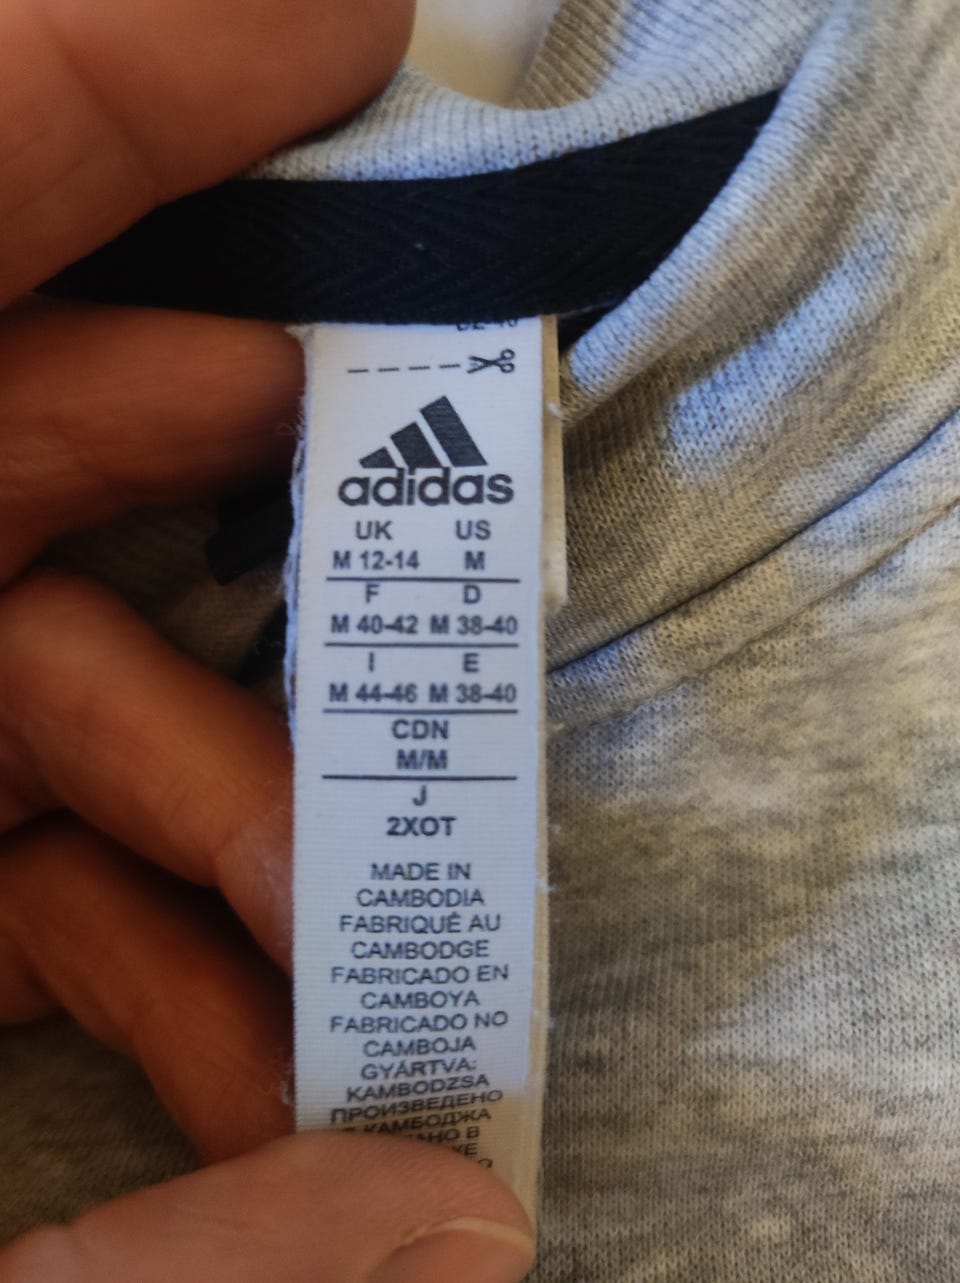 adidas
UK US
M 12-14 M
F D
M 40-42 M 38-40
I E
M 44-46 M 38-40
CDN
M/M
J
2XOT
MADE IN
CAMBODIA
FABRIQUÉ AU
CAMBODGE
FABRICADO EN
CAMBOYA
FABRICADO NO
CAMBOJA
GYÁRTVA:
KAMBODZSA
ПРОИЗВЕДЕНО
КАМБОДЖА
В